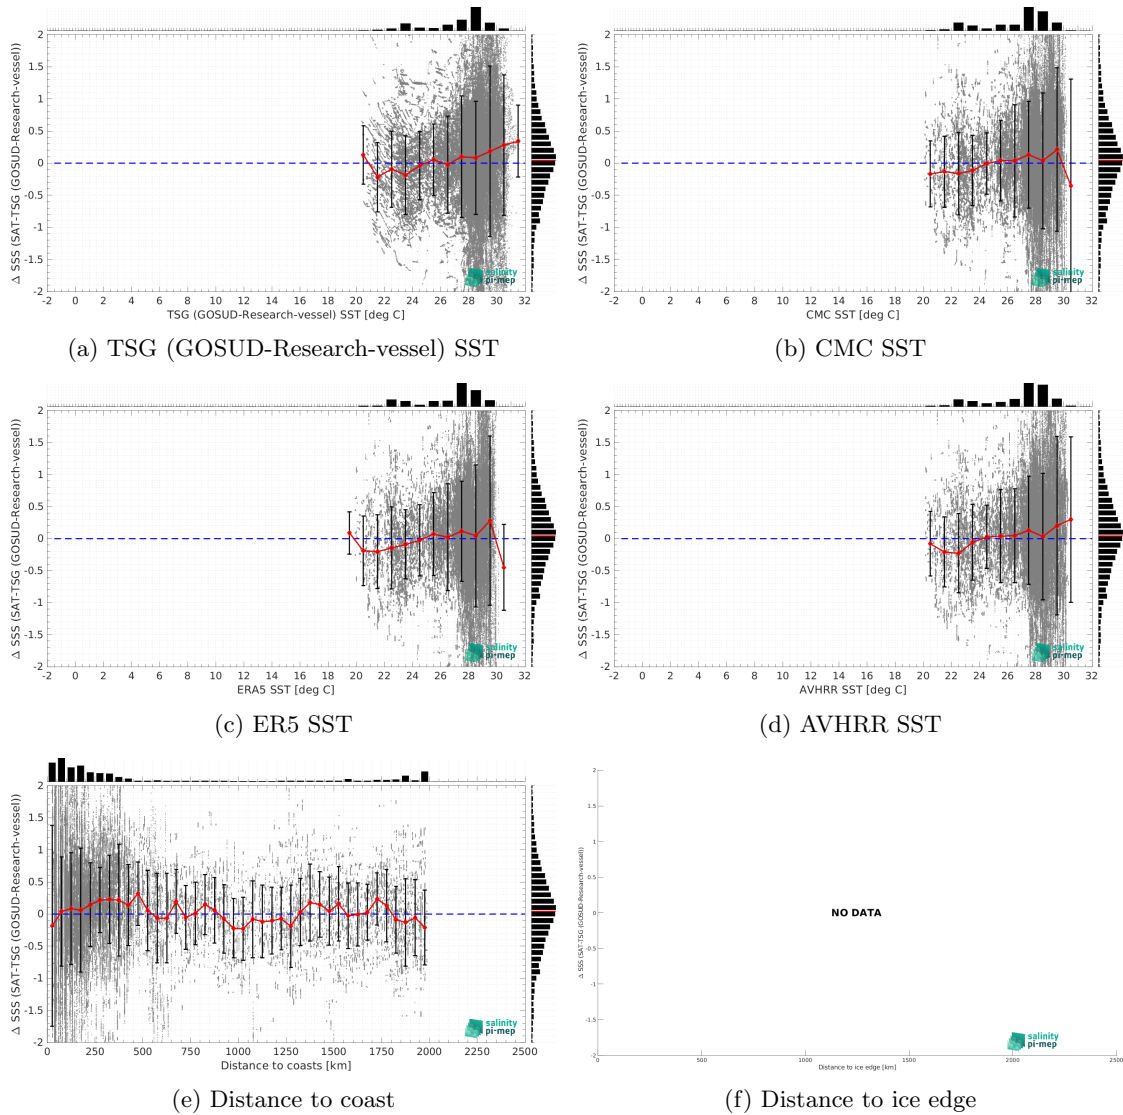 2
1.5
1
0.5
0
-0.5
-1
-1.5
-2
Δ SSS (SAT-TSG (GOSUD-Research-vessel))
-2 0 2 4 6 8 10 12 14 16 18 20 22 24 26 28 30 32
TSG (GOSUD-Research-vessel) SST [deg C]
salinity
pi-mep
(a) TSG (GOSUD-Research-vessel) SST
2
1.5
1
0.5
0
-0.5
-1
-1.5
-2
Δ SSS (SAT-TSG (GOSUD-Research-vessel))
-2 0 2 4 6 8 10 12 14 16 18 20 22 24 26 28 30 32
CMC SST [deg C]
salinity
pi-mep
(b) CMC SST
2
1.5
1
0.5
0
-0.5
-1
-1.5
-2
Δ SSS (SAT-TSG (GOSUD-Research-vessel))
-2 0 2 4 6 8 10 12 14 16 18 20 22 24 26 28 30 32
ERA5 SST [deg C]
salinity
pi-mep
(c) ER5 SST
2
1.5
1
0.5
0
-0.5
-1
-1.5
-2
Δ SSS (SAT-TSG (GOSUD-Research-vessel))
-2 0 2 4 6 8 10 12 14 16 18 20 22 24 26 28 30 32
AVHRR SST [deg C]
salinity
pi-mep
(d) AVHRR SST
2
1.5
1
0.5
0
-0.5
-1
-1.5
-2
Δ SSS (SAT-TSG (GOSUD-Research-vessel))
0 250 500 750 1000 1250 1500 1750 2000 2250 2500
Distance to coasts [km]
salinity
pi-mep
(e) Distance to coast
2
1.5
1
0.5
0
-0.5
-1
-1.5
-2
Δ SSS (SAT-TSG (GOSUD-Research-vessel))
NO DATA
0 500 1000 1500 2000 2500
Distance to ice edge [km]
salinity
pi-mep
(f) Distance to ice edge